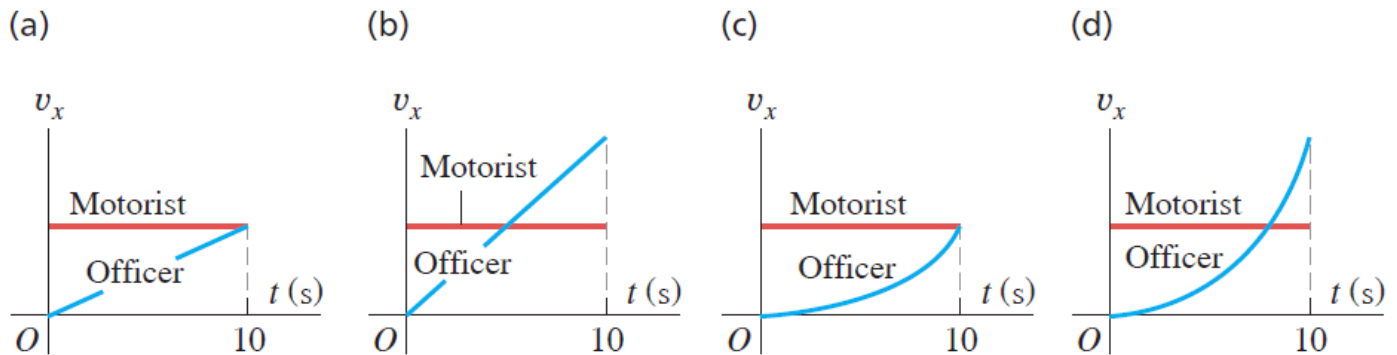 (a)
v_x
Motorist
Officer
t (s)
O
10
(b)
v_x
Motorist
Officer
t (s)
O
10
(c)
v_x
Motorist
Officer
t (s)
O
10
(d)
v_x
Motorist
Officer
t (s)
O
10